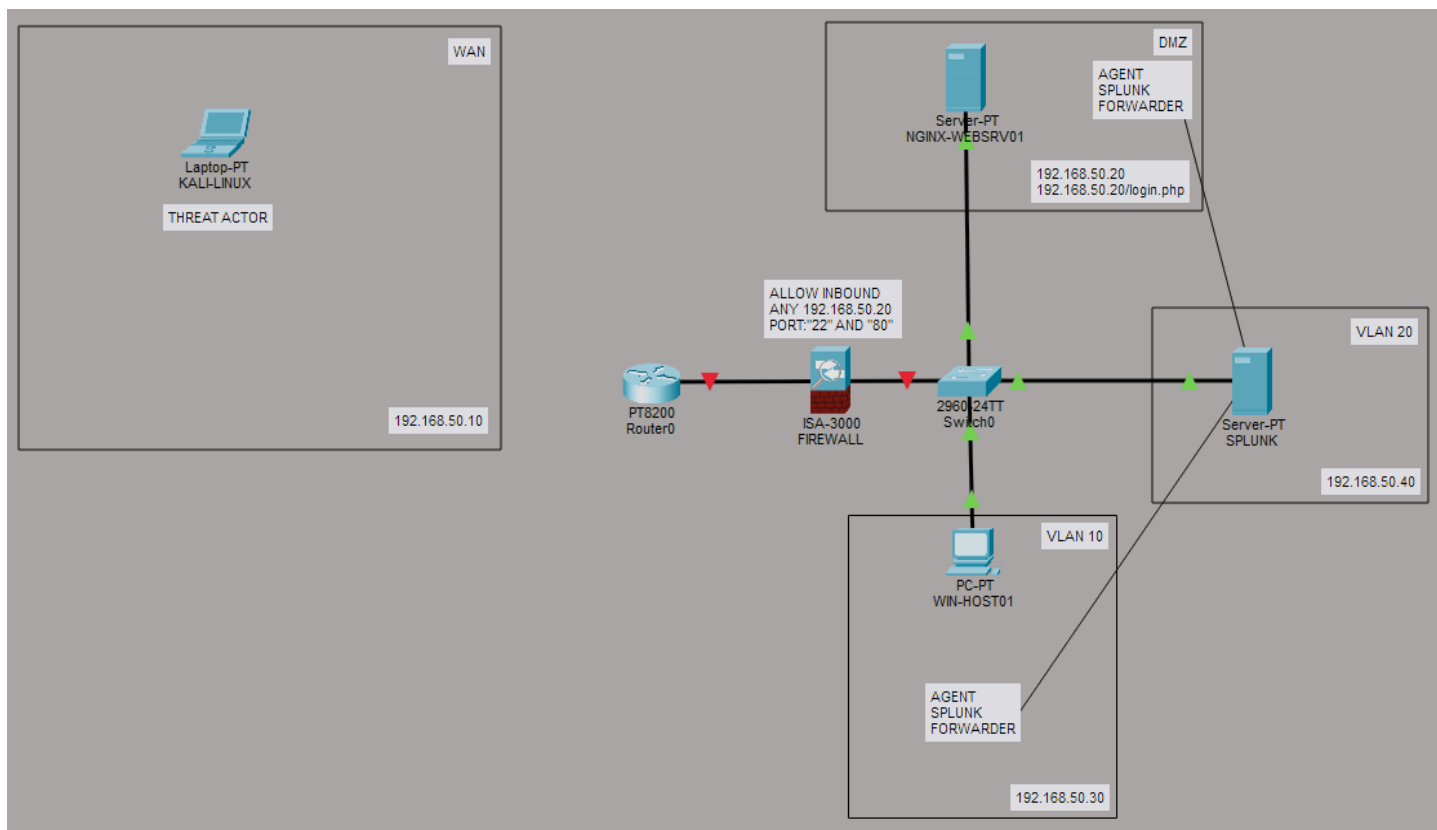 WAN
Laptop-PT
KALI-LINUX
THREAT ACTOR
192.168.50.10
DMZ
AGENT
SPLUNK
FORWARDER
Server-PT
NGINX-WEBSRV01
192.168.50.20
192.168.50.20/login.php
ALLOW INBOUND
ANY 192.168.50.20
PORT:"22" AND "80"
PT8200
Router0
ISA-3000
FIREWALL
2960-24TT
Switch0
VLAN 20
Server-PT
SPLUNK
192.168.50.40
VLAN 10
PC-PT
WIN-HOST01
AGENT
SPLUNK
FORWARDER
192.168.50.30